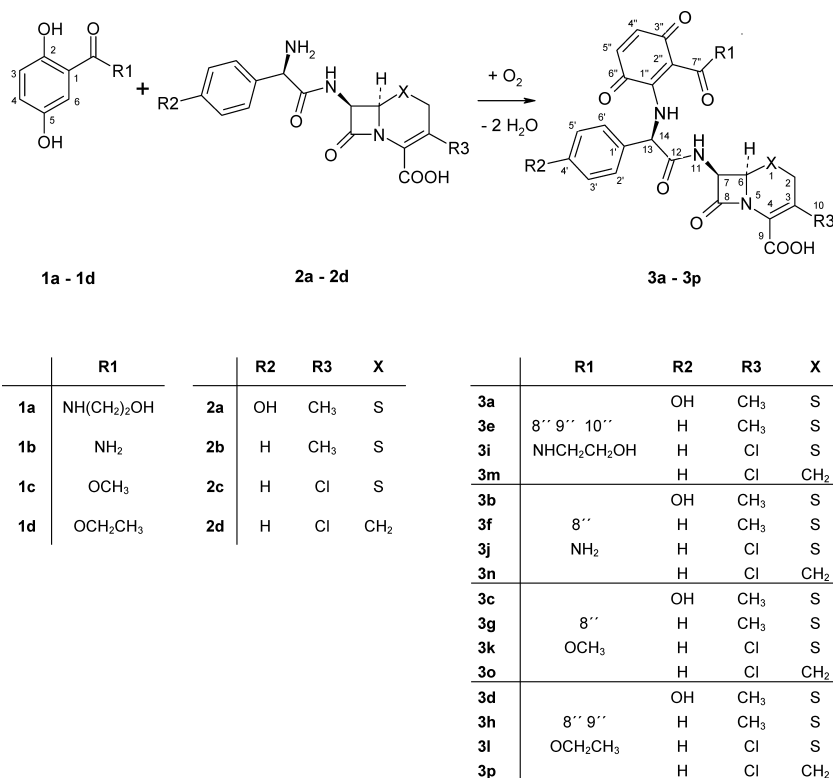 OH
O
R1
2
3
1
4
6
5
OH
+
NH2
R2
O
H
N
H
X
O
N
R3
COOH
+ O2
- 2 H2O
O
4'' 3''
5'' 2'' R1
6'' 1'' 7''
O O
NH
6' 14
5' 13 12 H
N
11
H
R2 4' 1' O
3' 2'
7 6 X
1
2
8 N 5 3 10
O 4 R3
9
COOH
1a - 1d
2a - 2d
3a - 3p
R1
1a NH(CH2)2OH
1b NH2
1c OCH3
1d OCH2CH3
R2 R3 X
2a OH CH3 S
2b H CH3 S
2c H Cl S
2d H Cl CH2
R1 R2 R3 X
3a OH CH3 S
3e 8´´ 9´´ 10´´ H CH3 S
3i NHCH2CH2OH H Cl S
3m H Cl CH2
3b OH CH3 S
3f 8´´ H CH3 S
3j NH2 H Cl S
3n H Cl CH2
3c OH CH3 S
3g 8´´ H CH3 S
3k OCH3 H Cl S
3o H Cl CH2
3d OH CH3 S
3h 8´´ 9´´ H CH3 S
3l OCH2CH3 H Cl S
3p H Cl CH2